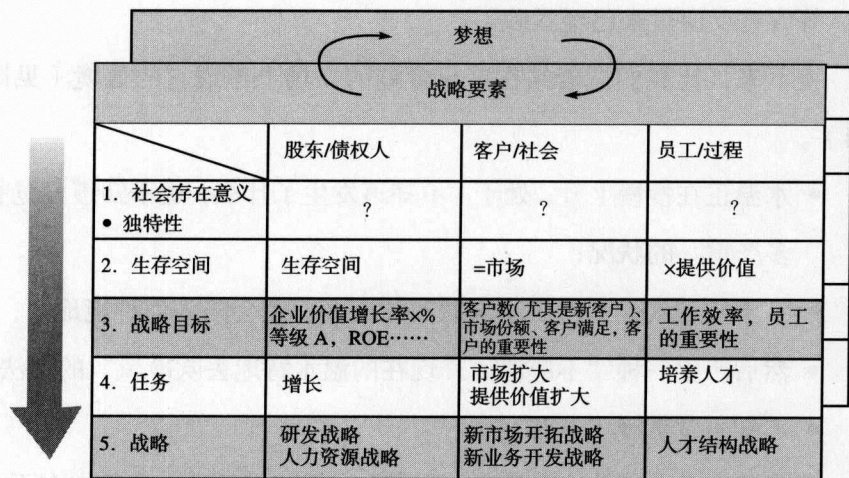 梦想
战略要素
股东/债权人 客户/社会 员工/过程
1. 社会存在意义
• 独特性
? ? ?
2. 生存空间 生存空间 =市场 ×提供价值
3. 战略目标
企业价值增长率×%
等级 A，ROE……
客户数(尤其是新客户)、
市场份额、客户满足，客
户的重要性
工作效率，员工
的重要性
4. 任务
增长
市场扩大
提供价值扩大
培养人才
5. 战略
研发战略
人力资源战略
新市场开拓战略
新业务开发战略
人才结构战略